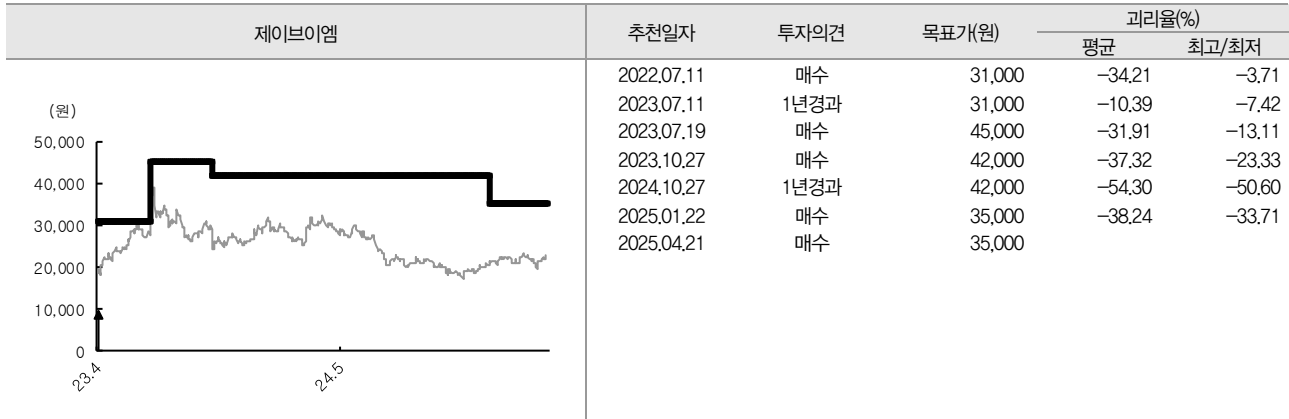 제이브이엠
(원)
50,000
40,000
30,000
20,000
10,000
0
23.4
24.5
추천일자 투자의견 목표가(원) 괴리율(%)
평균 최고/최저
2022.07.11 매수 31,000 -34.21 -3.71
2023.07.11 1년경과 31,000 -10.39 -7.42
2023.07.19 매수 45,000 -31.91 -13.11
2023.10.27 매수 42,000 -37.32 -23.33
2024.10.27 1년경과 42,000 -54.30 -50.60
2025.01.22 매수 35,000 -38.24 -33.71
2025.04.21 매수 35,000